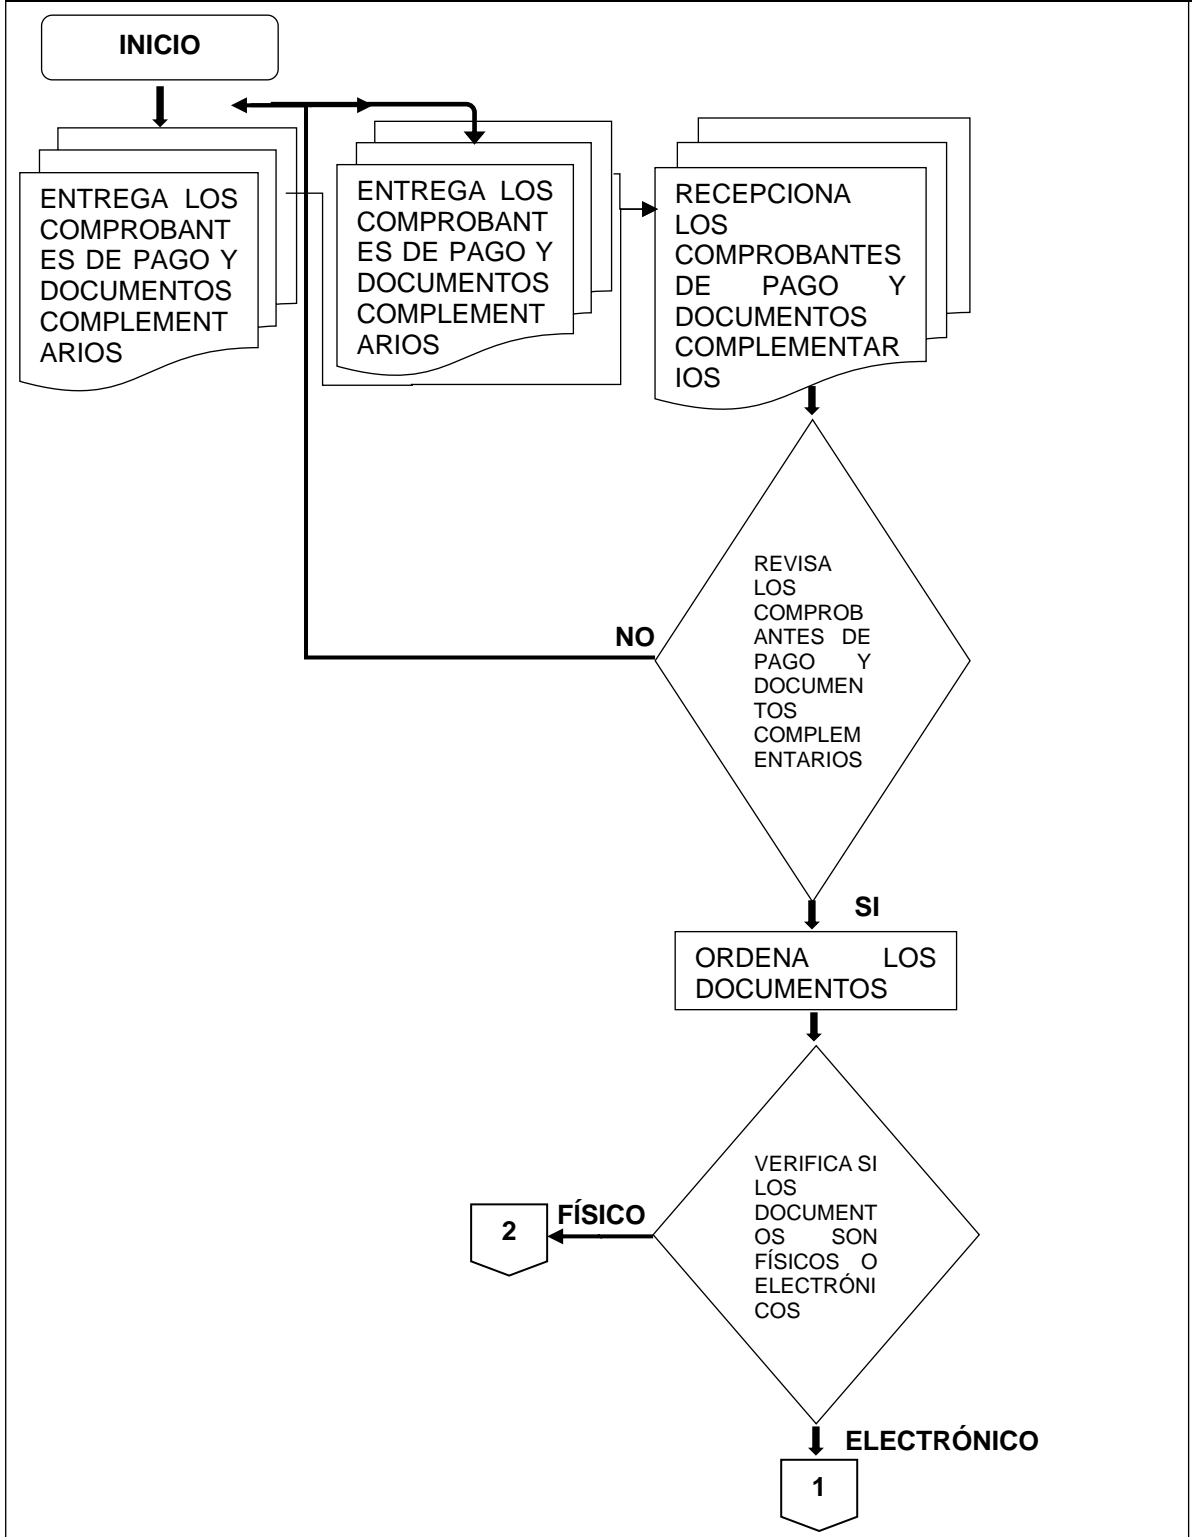 INICIO
ENTREGA LOS
COMPROBANT
ES DE PAGO Y
DOCUMENTOS
COMPLEMENT
ARIOS
ENTREGA LOS
COMPROBANT
ES DE PAGO Y
DOCUMENTOS
COMPLEMENT
ARIOS
RECEPCIONA
LOS
COMPROBANTES
DE PAGO Y
DOCUMENTOS
COMPLEMENTAR
IOS
REVISA
LOS
COMPROB
ANTES DE
PAGO Y
DOCUMEN
TOS
COMPLEM
ENTARIOS
NO
SI
ORDENA LOS
DOCUMENTOS
VERIFICA SI
LOS
DOCUMENT
OS SON
FÍSICOS O
ELECTRÓNI
COS
FÍSICO
2
ELECTRÓNICO
1